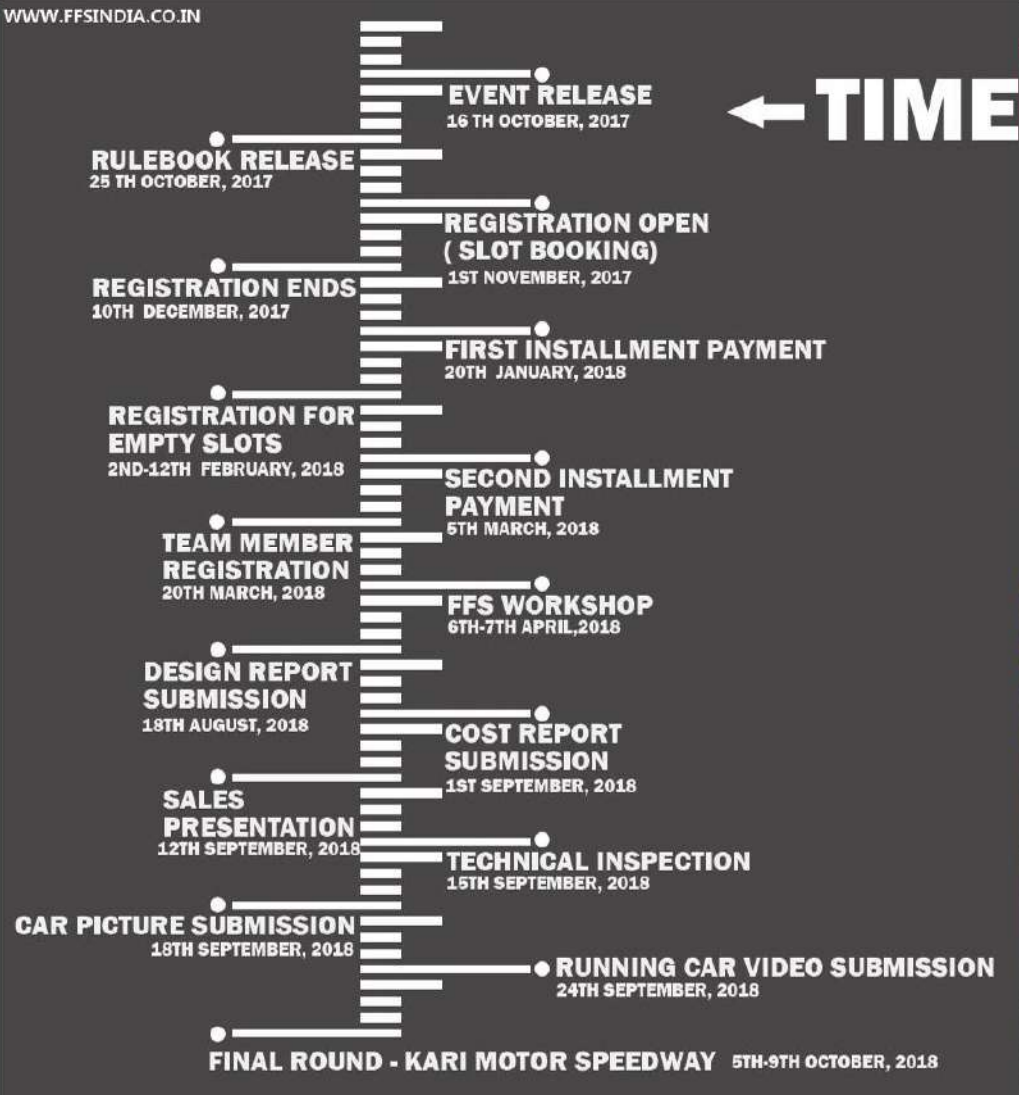 WWW.FFSINDIA.CO.IN
TIME
EVENT RELEASE
16 TH OCTOBER, 2017
RULEBOOK RELEASE
25 TH OCTOBER, 2017
REGISTRATION OPEN
( SLOT BOOKING)
1ST NOVEMBER, 2017
REGISTRATION ENDS
10TH DECEMBER, 2017
FIRST INSTALLMENT PAYMENT
20TH JANUARY, 2018
REGISTRATION FOR
EMPTY SLOTS
2ND-12TH FEBRUARY, 2018
SECOND INSTALLMENT
PAYMENT
5TH MARCH, 2018
TEAM MEMBER
REGISTRATION
20TH MARCH, 2018
FFS WORKSHOP
6TH-7TH APRIL,2018
DESIGN REPORT
SUBMISSION
18TH AUGUST, 2018
COST REPORT
SUBMISSION
1ST SEPTEMBER, 2018
SALES
PRESENTATION
12TH SEPTEMBER, 2018
TECHNICAL INSPECTION
15TH SEPTEMBER, 2018
CAR PICTURE SUBMISSION
18TH SEPTEMBER, 2018
RUNNING CAR VIDEO SUBMISSION
24TH SEPTEMBER, 2018
FINAL ROUND - KARI MOTOR SPEEDWAY 5TH-9TH OCTOBER, 2018